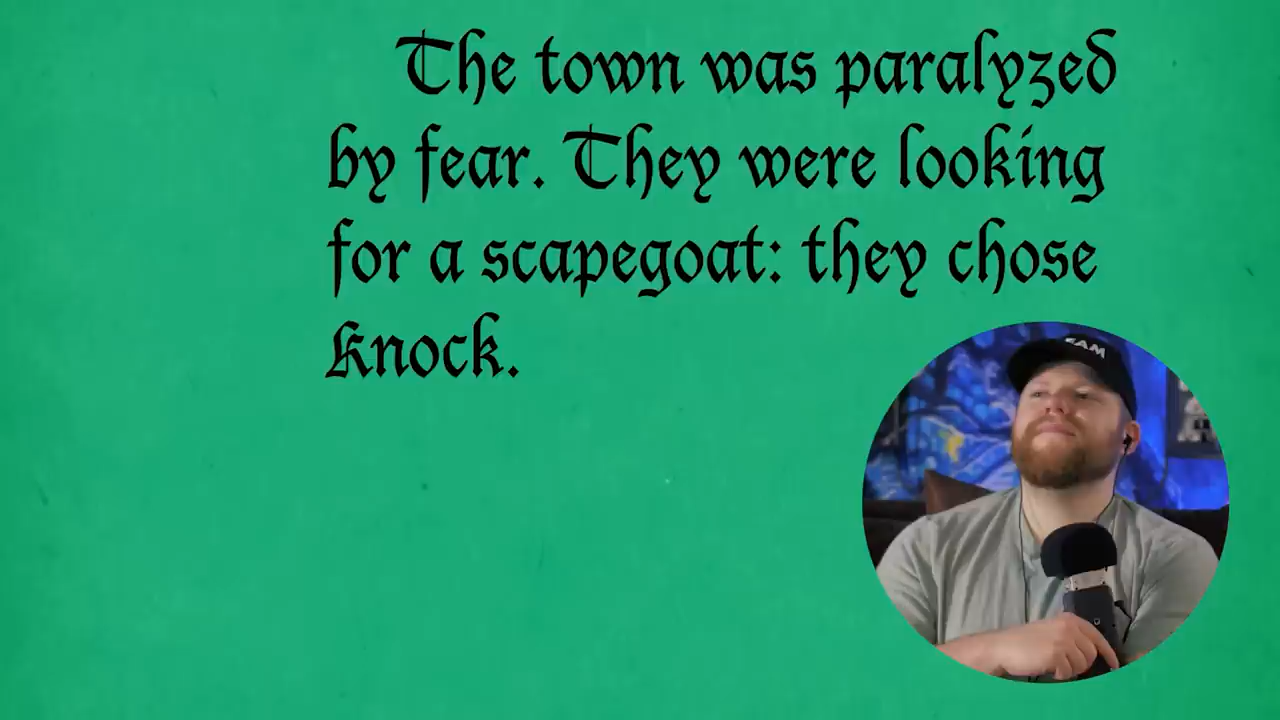 The town was paralyzed
by fear. They were looking
for a scapegoat: they chose
Knock.